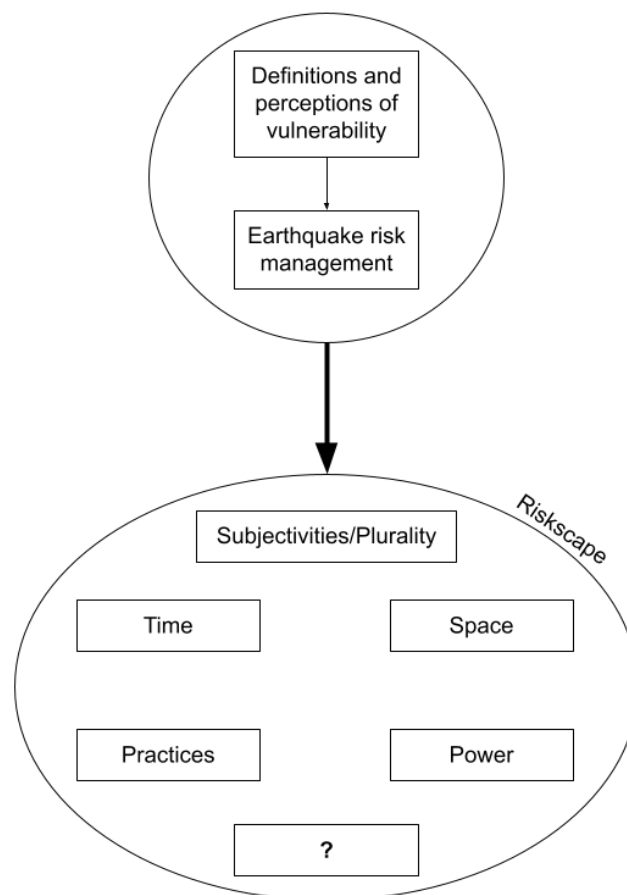 Definitions and
perceptions of
vulnerability
Earthquake risk
management
Riskscape
Subjectivities/Plurality
Time
Space
Practices
Power
?